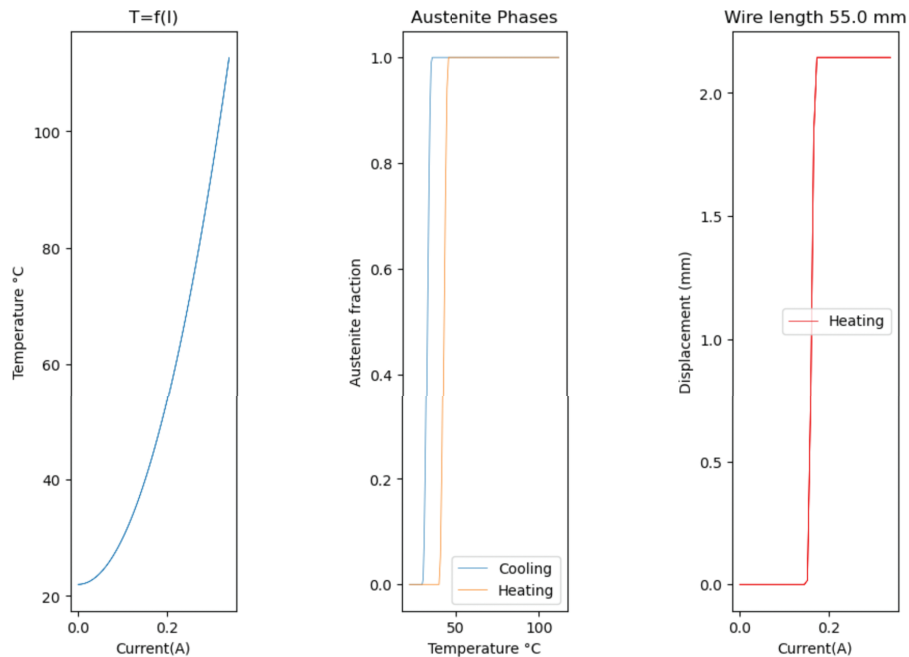 T=f(I)
Temperature °C
100
80
60
40
20
0.0
0.2
Current(A)
Austenite Phases
Austenite fraction
1.0
0.8
0.6
0.4
0.2
0.0
Cooling
Heating
50
100
Temperature °C
Wire length 55.0 mm
Displacement (mm)
2.0
1.5
1.0
0.5
0.0
Heating
0.0
0.2
Current(A)